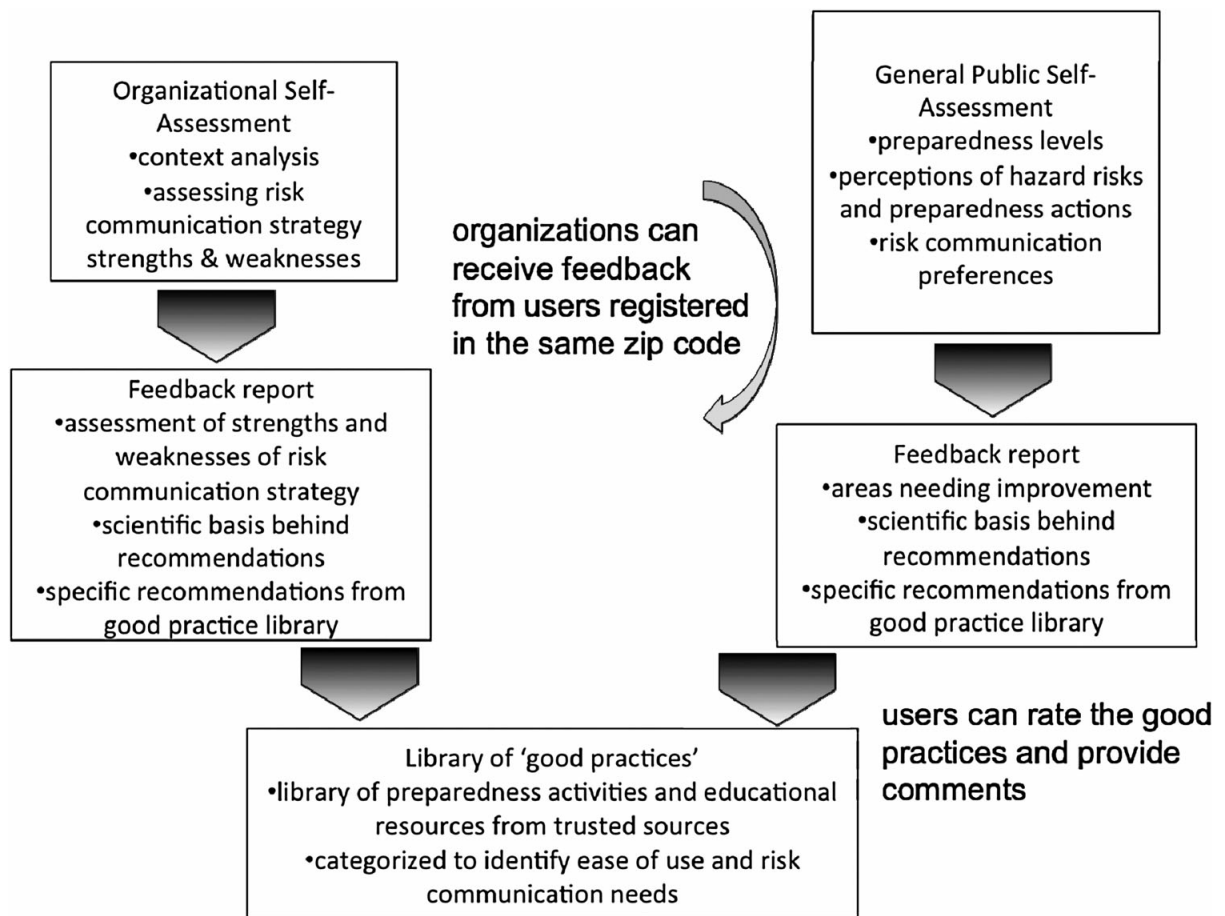 Organizational Self-
Assessment
•context analysis
•assessing risk
communication strategy
strengths & weaknesses
General Public Self-
Assessment
•preparedness levels
•perceptions of hazard risks
and preparedness actions
•risk communication
preferences
organizations can
receive feedback
from users registered
in the same zip code
Feedback report
•assessment of strengths and
weaknesses of risk
communication strategy
•scientific basis behind
recommendations
•specific recommendations from
good practice library
Feedback report
•areas needing improvement
•scientific basis behind
recommendations
•specific recommendations from
good practice library
users can rate the good
practices and provide
comments
Library of ‘good practices’
•library of preparedness activities and educational
resources from trusted sources
•categorized to identify ease of use and risk
communication needs